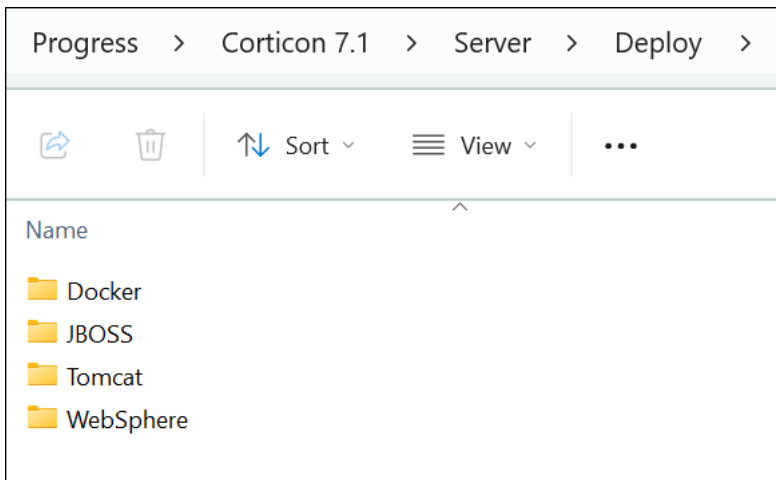 Progress > Corticon 7.1 > Server > Deploy >
Sort View •••
Name
Docker
JBOSS
Tomcat
WebSphere